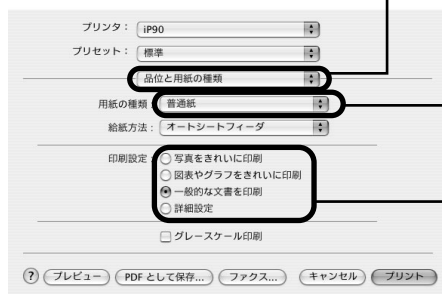 プリンタ： iP90
プリセット： 標準
品位と用紙の種類
用紙の種類： 普通紙
給紙方法： オートシートフィーダ
印刷設定： 写真をきれいに印刷
図表やグラフをきれいに印刷
一般的な文書を印刷
詳細設定
グレースケール印刷
? プレビュー PDF として保存... ファクス... キャンセル プリント